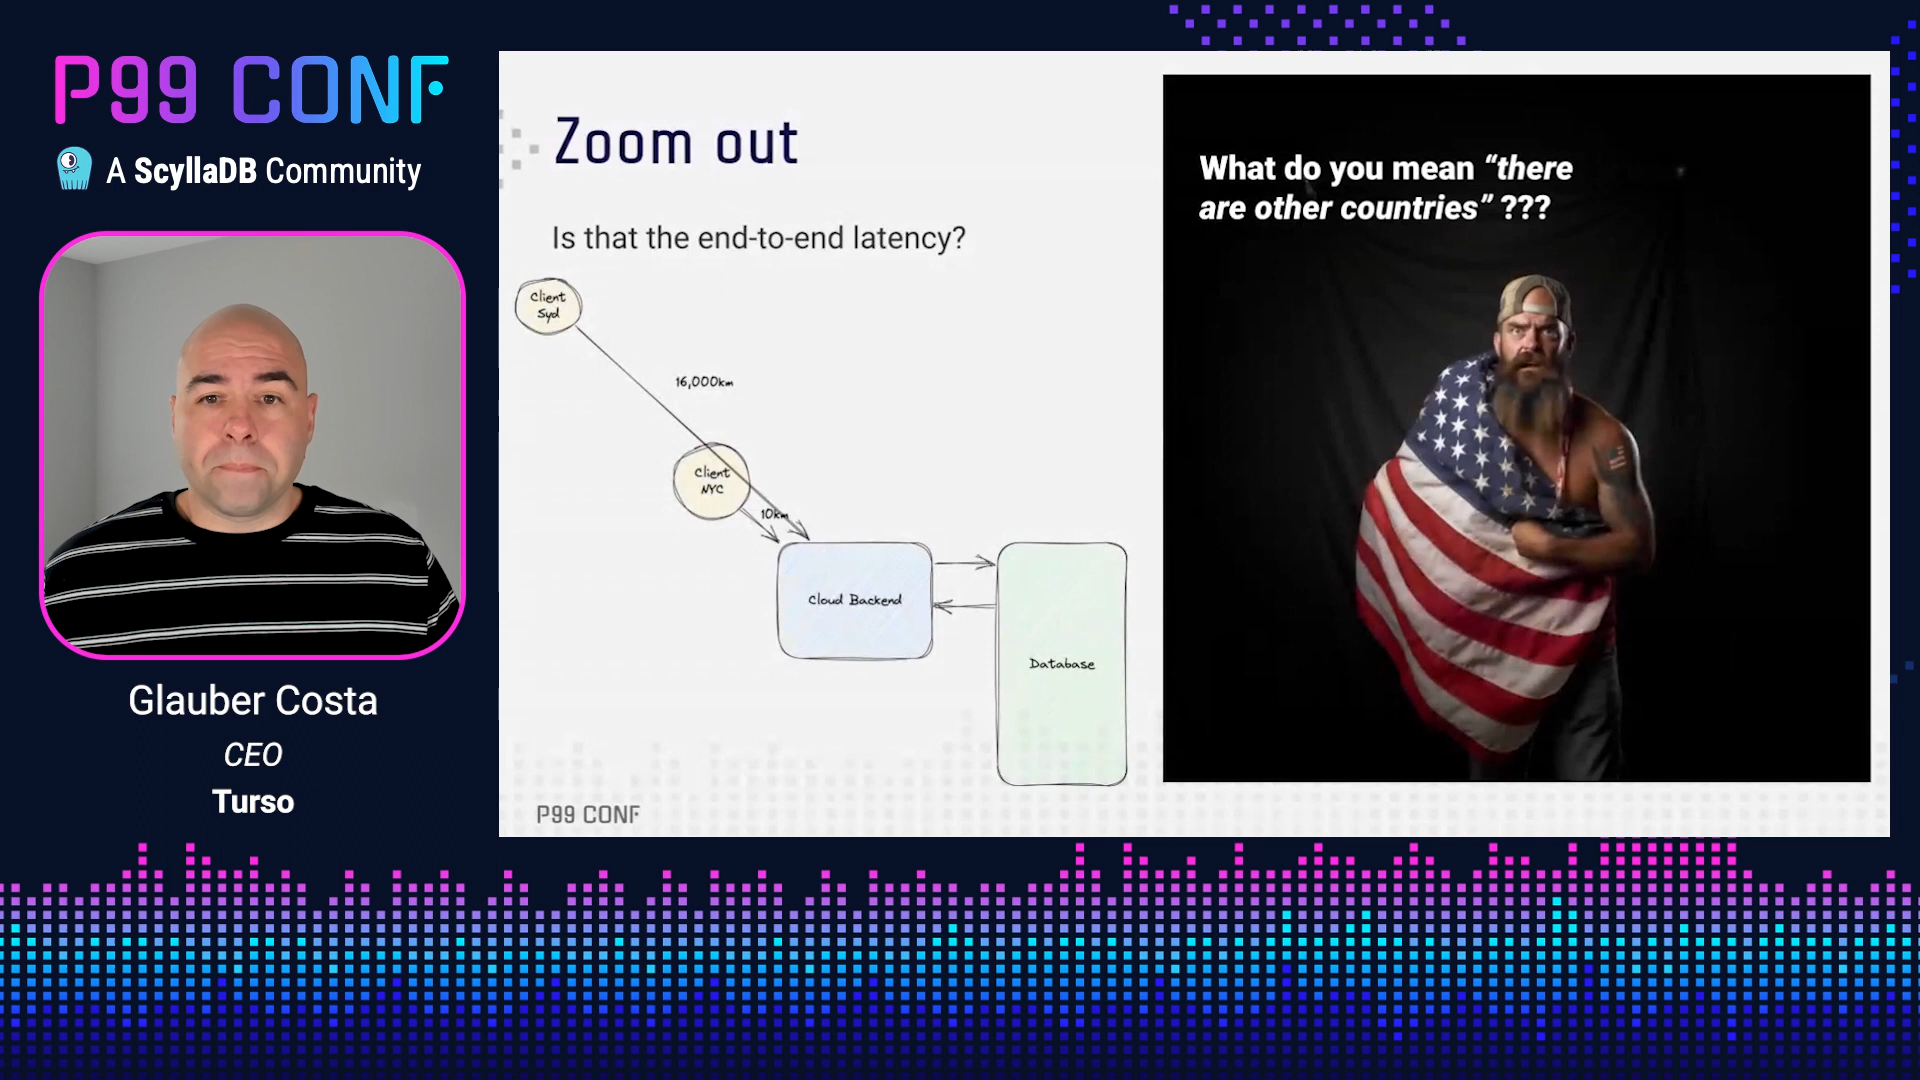 P99 CONF
A ScyllaDB Community
Glauber Costa
CEO
Turso
Zoom out
Is that the end-to-end latency?
Client
Syd
16,000km
Client
NYC
10km
Cloud Backend
Database
P99 CONF
What do you mean “there
are other countries” ???